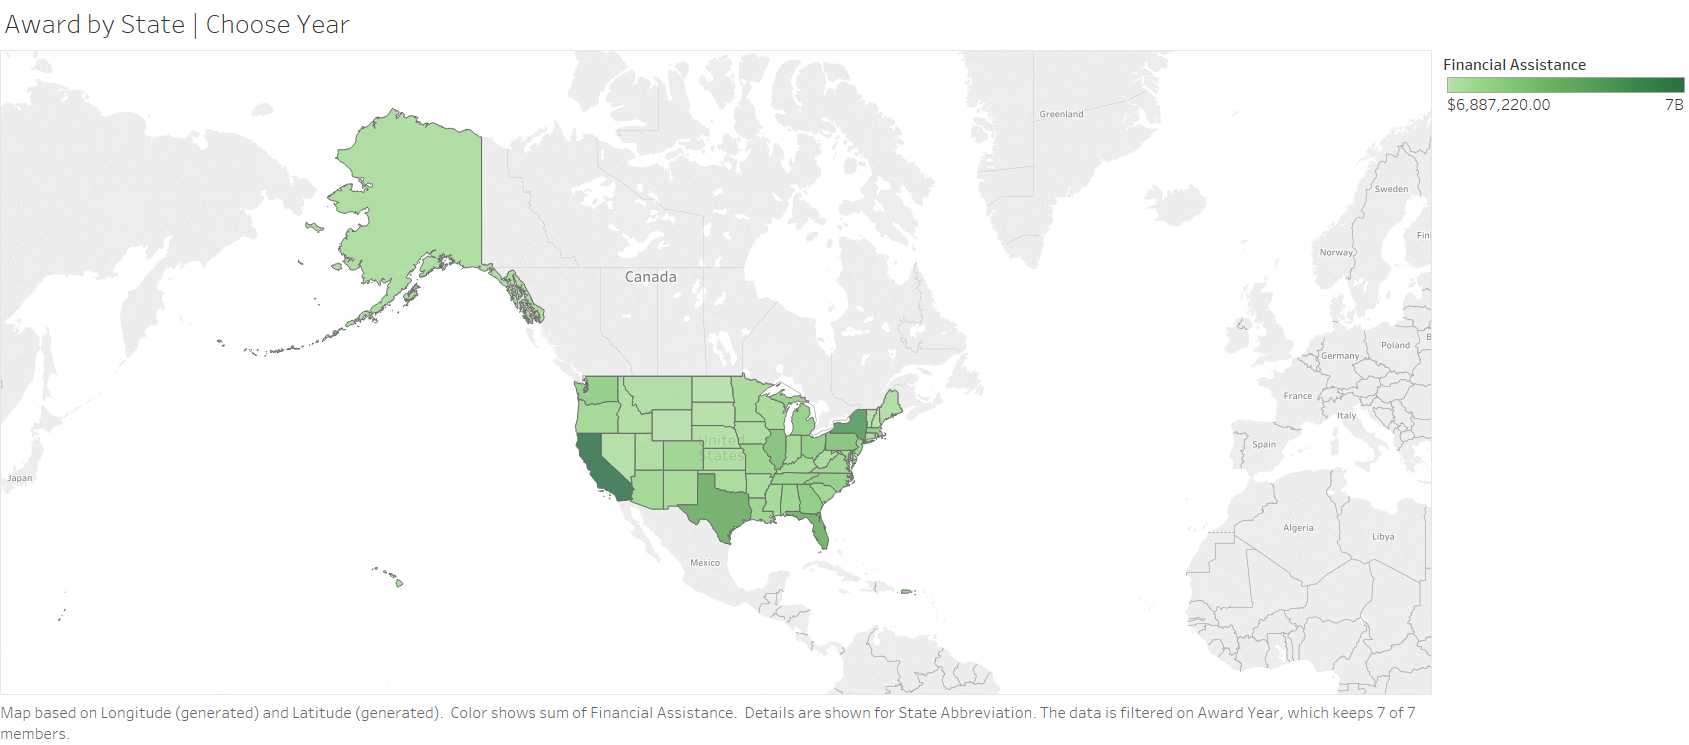 Award by State | Choose Year
Financial Assistance
$6,887,220.00 7B
Greenland
Sweden
Fin
Norway
Canada
B
Poland
Germany
France
Italy
United
States
Spain
Japan
Algeria
Libya
Mexico
Map based on Longitude (generated) and Latitude (generated).  Color shows sum of Financial Assistance.  Details are shown for State Abbreviation. The data is filtered on Award Year, which keeps 7 of 7
members.